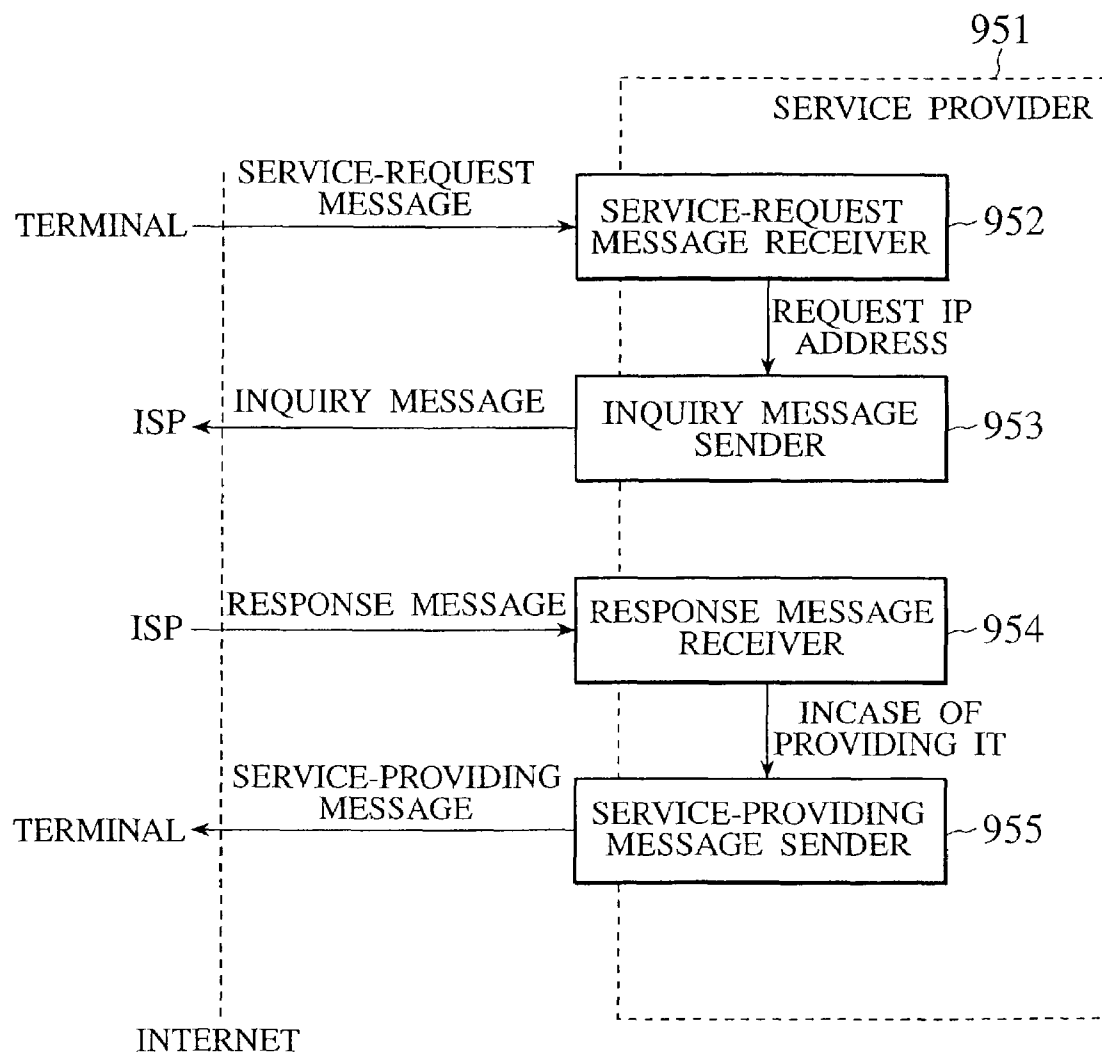 951
SERVICE PROVIDER
SERVICE-REQUEST
MESSAGE
TERMINAL
SERVICE-REQUEST
MESSAGE RECEIVER
952
REQUEST IP
ADDRESS
ISP
INQUIRY MESSAGE
INQUIRY MESSAGE
SENDER
953
ISP
RESPONSE MESSAGE
RESPONSE MESSAGE
RECEIVER
954
INCASE OF
PROVIDING IT
SERVICE-PROVIDING
MESSAGE
TERMINAL
SERVICE-PROVIDING
MESSAGE SENDER
955
INTERNET